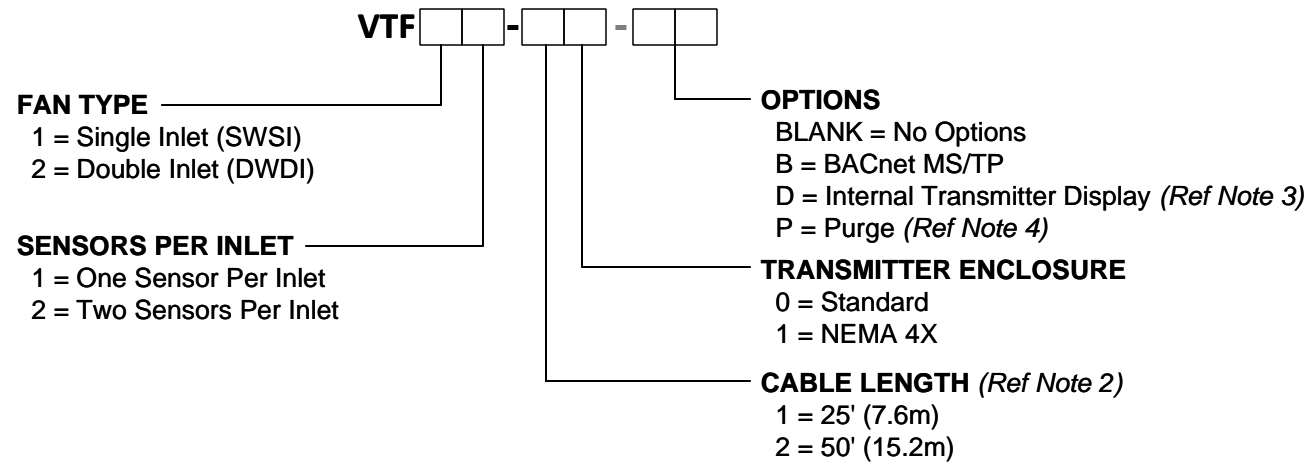 VTF - -
FAN TYPE
1 = Single Inlet (SWSI)
2 = Double Inlet (DWDI)
SENSORS PER INLET
1 = One Sensor Per Inlet
2 = Two Sensors Per Inlet
OPTIONS
BLANK = No Options
B = BACnet MS/TP
D = Internal Transmitter Display (Ref Note 3)
P = Purge (Ref Note 4)
TRANSMITTER ENCLOSURE
0 = Standard
1 = NEMA 4X
CABLE LENGTH (Ref Note 2)
1 = 25' (7.6m)
2 = 50' (15.2m)